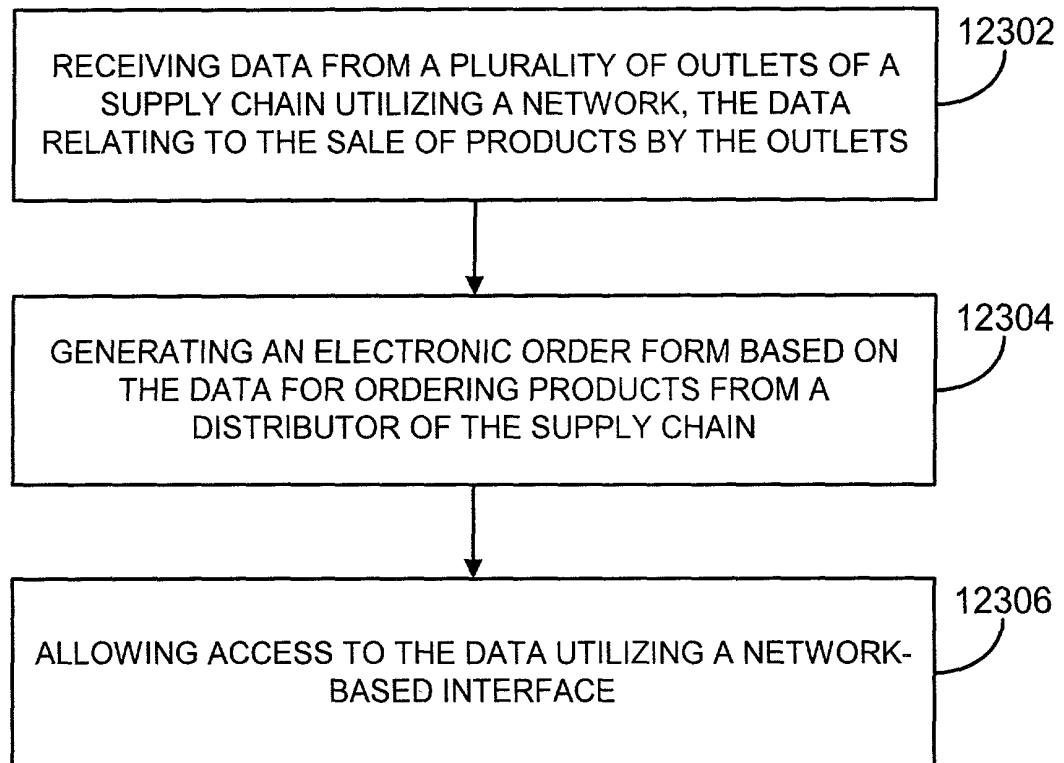 12302
RECEIVING DATA FROM A PLURALITY OF OUTLETS OF A
SUPPLY CHAIN UTILIZING A NETWORK, THE DATA
RELATING TO THE SALE OF PRODUCTS BY THE OUTLETS
12304
GENERATING AN ELECTRONIC ORDER FORM BASED ON
THE DATA FOR ORDERING PRODUCTS FROM A
DISTRIBUTOR OF THE SUPPLY CHAIN
12306
ALLOWING ACCESS TO THE DATA UTILIZING A NETWORK-
BASED INTERFACE